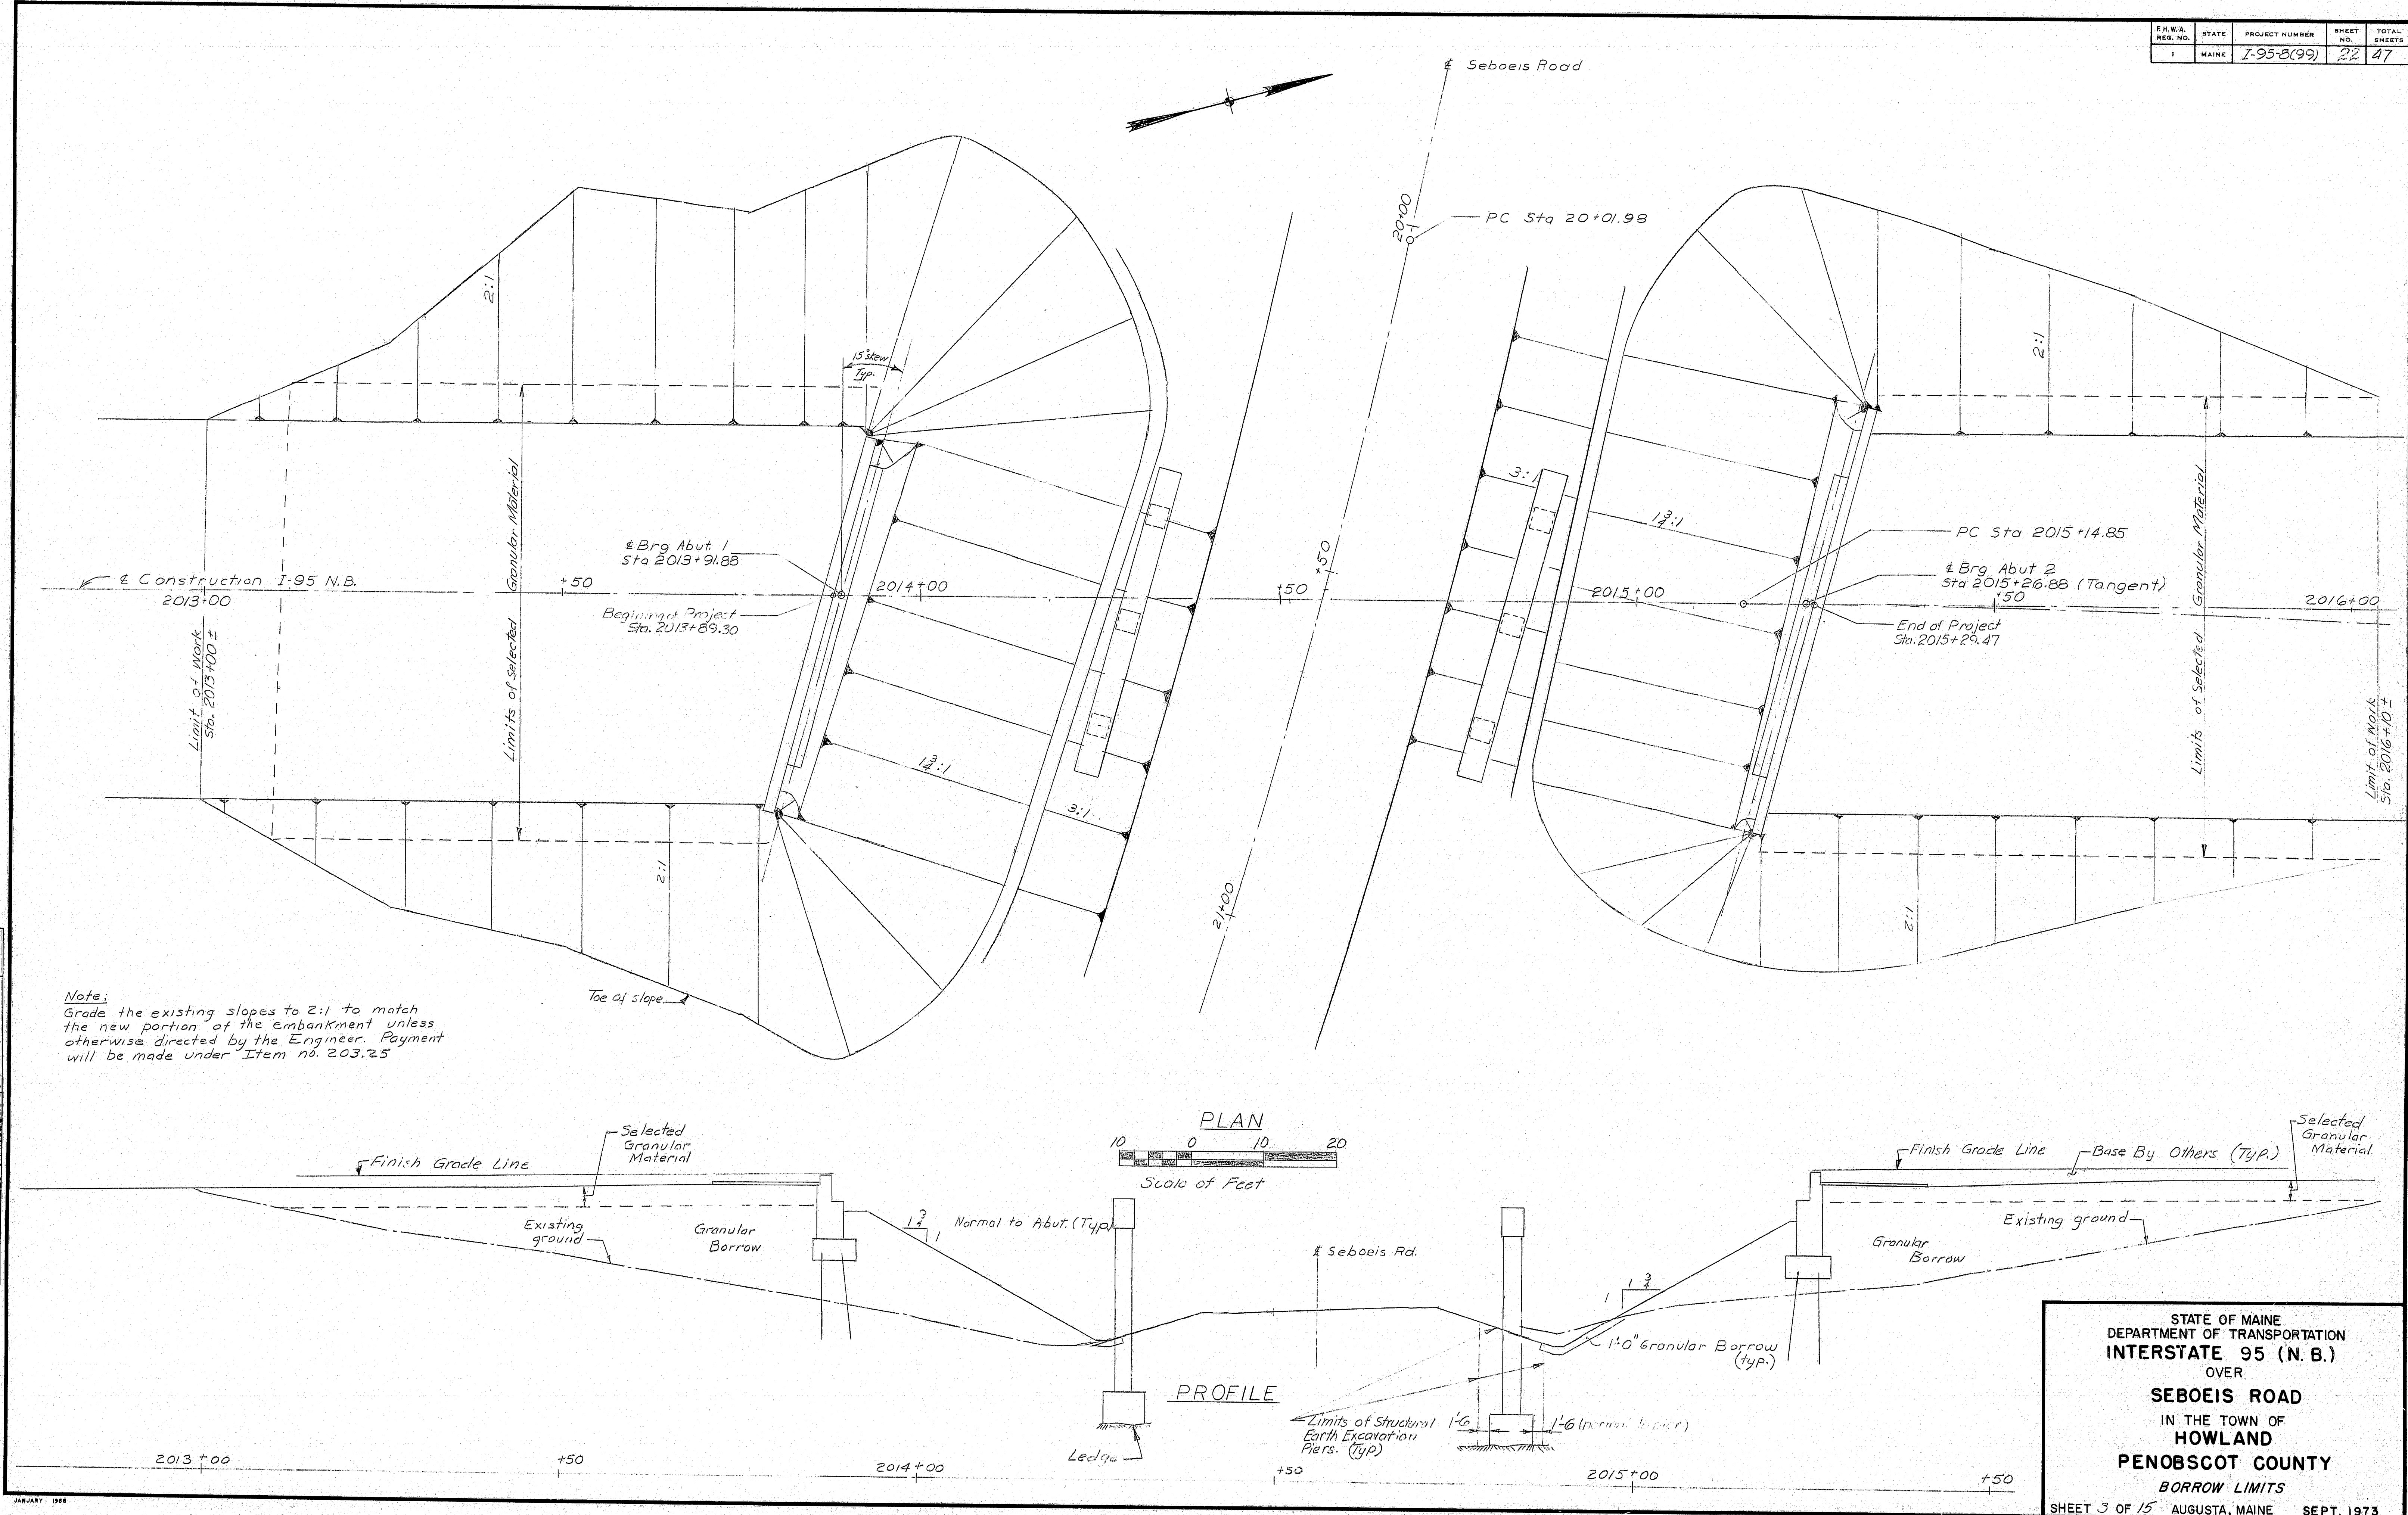 F.H.W.A. REG. NO. STATE PROJECT NUMBER SHEET NO. TOTAL SHEETS
1 MAINE I-95-8(99) 22 47
℄ Seboeis Road
20+00
PC Sta 20+01.98
2:1
15° skew
Typ.
2:1
3:1
1 3/4:1
Limits of Selected Granular Material
Limits of Selected Granular Material
℄ Brg Abut. 1
Sta 2013+91.88
+50
PC Sta 2015+14.85
℄ Brg Abut 2
Sta 2015+26.88 (Tangent)
℄ Construction I-95 N.B.
2013+00
+50
2014+00
+50
2015+00
+50
2016+00
Begining of Project
Sta. 2013+89.30
End of Project
Sta. 2015+29.47
Limit of Work
Sta. 2013+00 ±
Limit of work
Sta. 2016+10 ±
1 3/4:1
3:1
2:1
2:1
21+00
Toe of slope
Note:
Grade the existing slopes to 2:1 to match
the new portion of the embankment unless
otherwise directed by the Engineer. Payment
will be made under Item no. 203.25
PLAN
10 0 10 20
Scale of Feet
Selected
Granular
Material
Finish Grade Line
Existing
ground
Granular
Borrow
1 3/4
1
Normal to Abut. (Typ)
℄ Seboeis Rd.
Finish Grade Line
Base By Others (Typ.)
Selected
Granular
Material
Existing ground
Granular
Borrow
1 3/4
1
1'-0" Granular Borrow
(typ.)
PROFILE
Limits of Structural
Earth Excavation
Piers. (Typ)
1'-6
1'-6 (normal to pier)
Ledge
2013+00
+50
2014+00
+50
2015+00
+50
STATE OF MAINE
DEPARTMENT OF TRANSPORTATION
INTERSTATE 95 (N. B.)
OVER
SEBOEIS ROAD
IN THE TOWN OF
HOWLAND
PENOBSCOT COUNTY
BORROW LIMITS
SHEET 3 OF 15 AUGUSTA, MAINE SEPT. 1973
JANUARY 1968